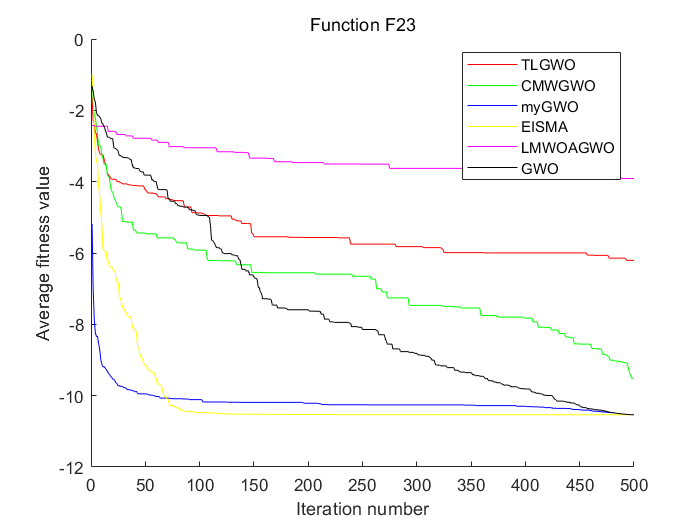 Function F23
TLGWO
CMWGWO
myGWO
EISMA
LMWOAGWO
GWO
0
-2
-4
-6
-8
-10
-12
Average fitness value
0 50 100 150 200 250 300 350 400 450 500
Iteration number